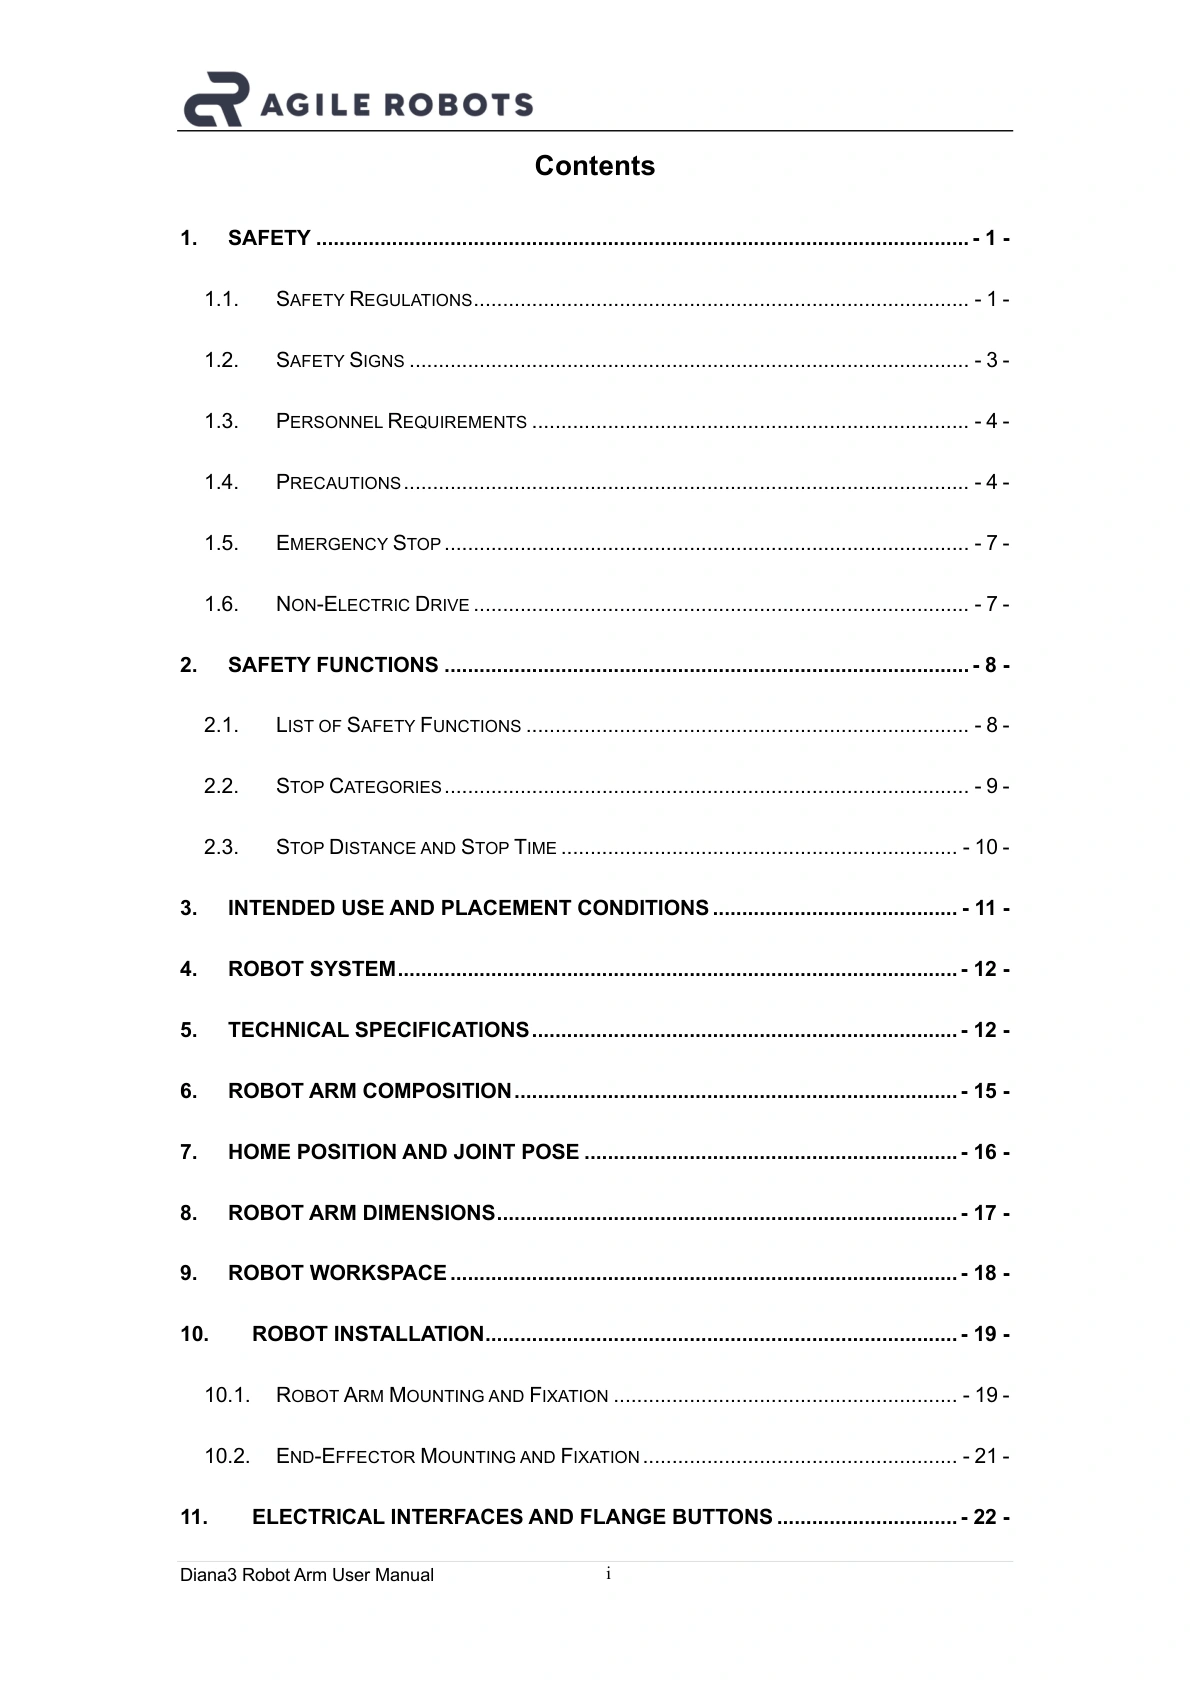 AGILE ROBOTS
Contents
1. SAFETY ................................................................................................................ - 1 -
1.1. SAFETY REGULATIONS..................................................................................... - 1 -
1.2. SAFETY SIGNS ................................................................................................ - 3 -
1.3. PERSONNEL REQUIREMENTS ........................................................................... - 4 -
1.4. PRECAUTIONS................................................................................................. - 4 -
1.5. EMERGENCY STOP.......................................................................................... - 7 -
1.6. NON-ELECTRIC DRIVE ..................................................................................... - 7 -
2. SAFETY FUNCTIONS .......................................................................................... - 8 -
2.1. LIST OF SAFETY FUNCTIONS ............................................................................ - 8 -
2.2. STOP CATEGORIES.......................................................................................... - 9 -
2.3. STOP DISTANCE AND STOP TIME .................................................................... - 10 -
3. INTENDED USE AND PLACEMENT CONDITIONS.......................................... - 11 -
4. ROBOT SYSTEM................................................................................................ - 12 -
5. TECHNICAL SPECIFICATIONS......................................................................... - 12 -
6. ROBOT ARM COMPOSITION............................................................................ - 15 -
7. HOME POSITION AND JOINT POSE ................................................................ - 16 -
8. ROBOT ARM DIMENSIONS............................................................................... - 17 -
9. ROBOT WORKSPACE ....................................................................................... - 18 -
10. ROBOT INSTALLATION................................................................................. - 19 -
10.1. ROBOT ARM MOUNTING AND FIXATION ........................................................... - 19 -
10.2. END-EFFECTOR MOUNTING AND FIXATION...................................................... - 21 -
11. ELECTRICAL INTERFACES AND FLANGE BUTTONS ............................... - 22 -
Diana3 Robot Arm User Manual i